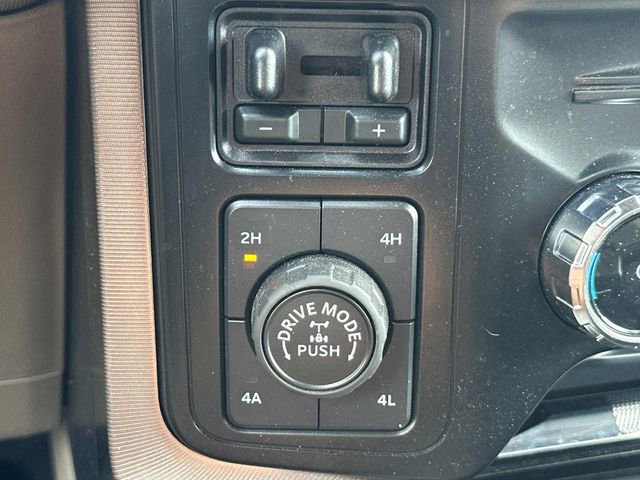 − +
2H 4H
DRIVE MODE
PUSH
4A 4L